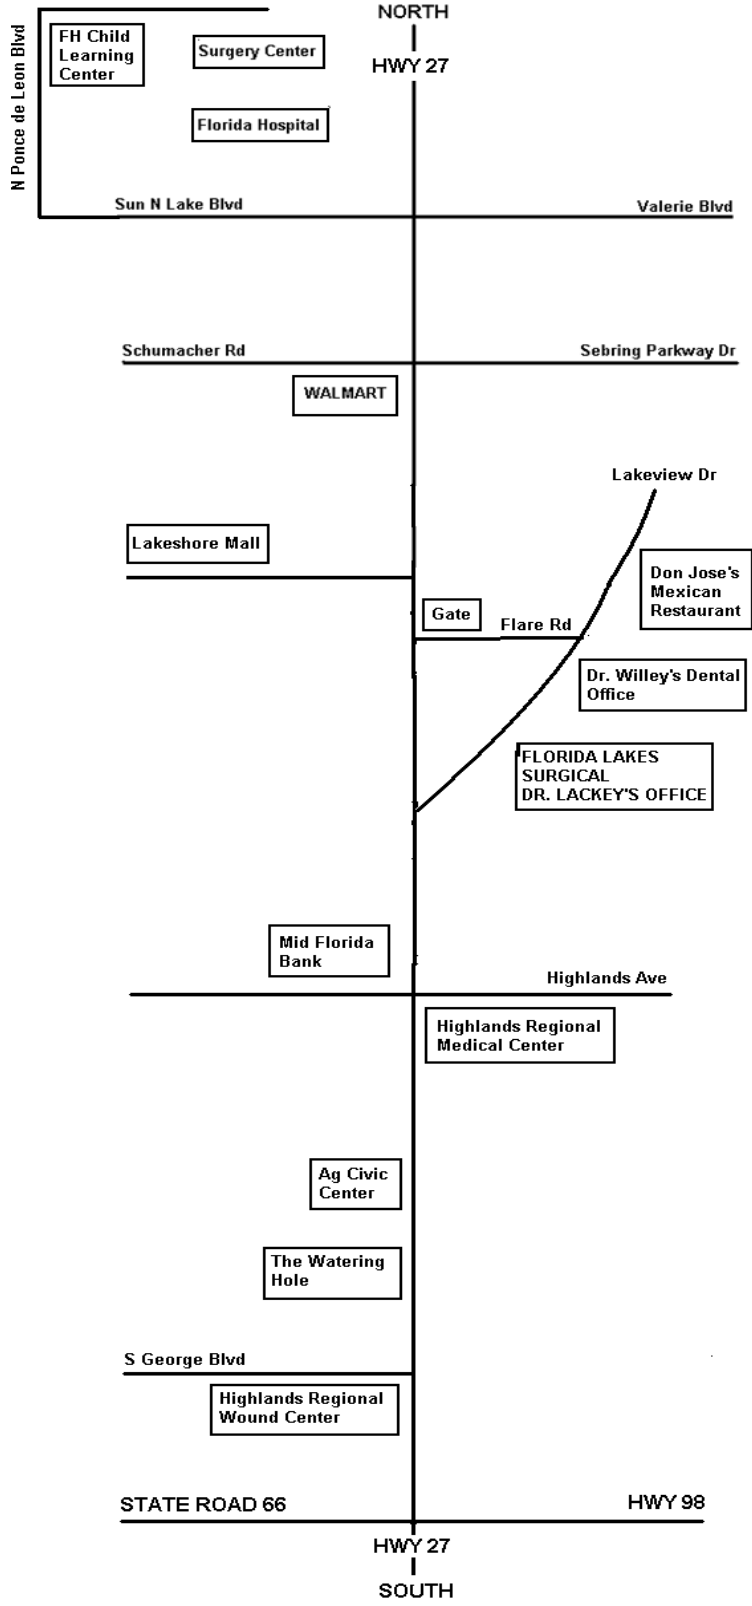 NORTH
HWY 27
N Ponce de Leon Blvd
FH Child
Learning
Center
Surgery Center
Florida Hospital
Sun N Lake Blvd
Valerie Blvd
Schumacher Rd
Sebring Parkway Dr
WALMART
Lakeview Dr
Lakeshore Mall
Don Jose's
Mexican
Restaurant
Gate
Flare Rd
Dr. Willey's Dental
Office
FLORIDA LAKES
SURGICAL
DR. LACKEY'S OFFICE
Mid Florida
Bank
Highlands Ave
Highlands Regional
Medical Center
Ag Civic
Center
The Watering
Hole
S George Blvd
Highlands Regional
Wound Center
STATE ROAD 66
HWY 98
HWY 27
SOUTH